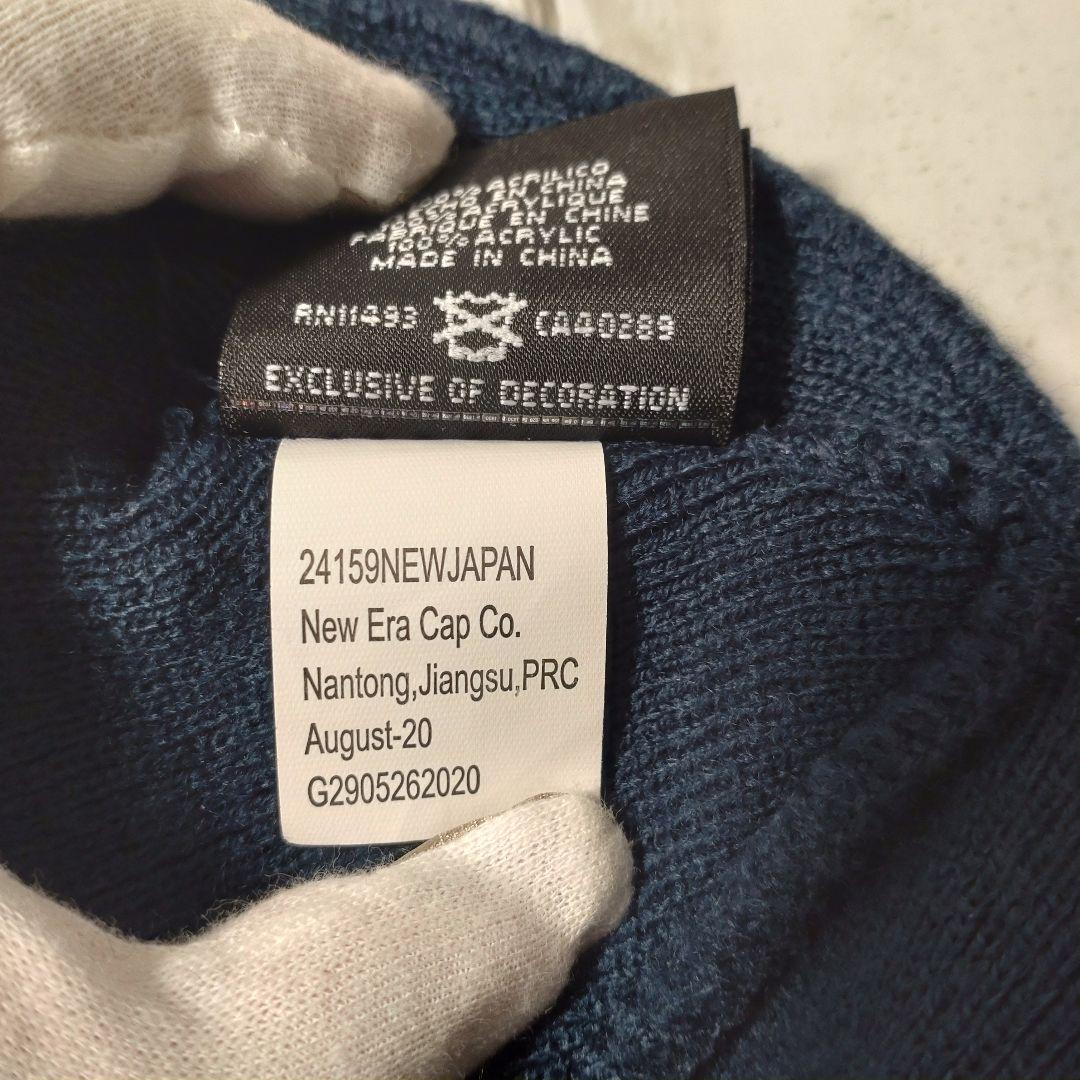 100% ACRILICO
HECHO EN CHINA
100% ACRYLIQUE
FABRIQUE EN CHINE
100% ACRYLIC
MADE IN CHINA
RN11493 CA40289
EXCLUSIVE OF DECORATION
24159NEWJAPAN
New Era Cap Co.
Nantong,Jiangsu,PRC
August-20
G2905262020